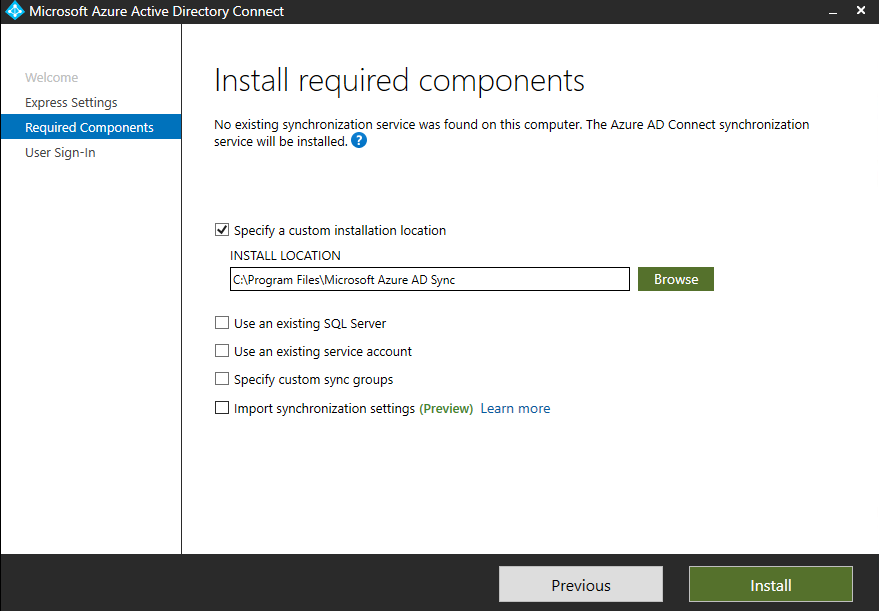 Microsoft Azure Active Directory Connect
Welcome
Express Settings
Required Components
User Sign-In
Install required components
No existing synchronization service was found on this computer. The Azure AD Connect synchronization
service will be installed. ?
Specify a custom installation location
INSTALL LOCATION
C:\Program Files\Microsoft Azure AD Sync
Browse
Use an existing SQL Server
Use an existing service account
Specify custom sync groups
Import synchronization settings (Preview) Learn more
Previous
Install